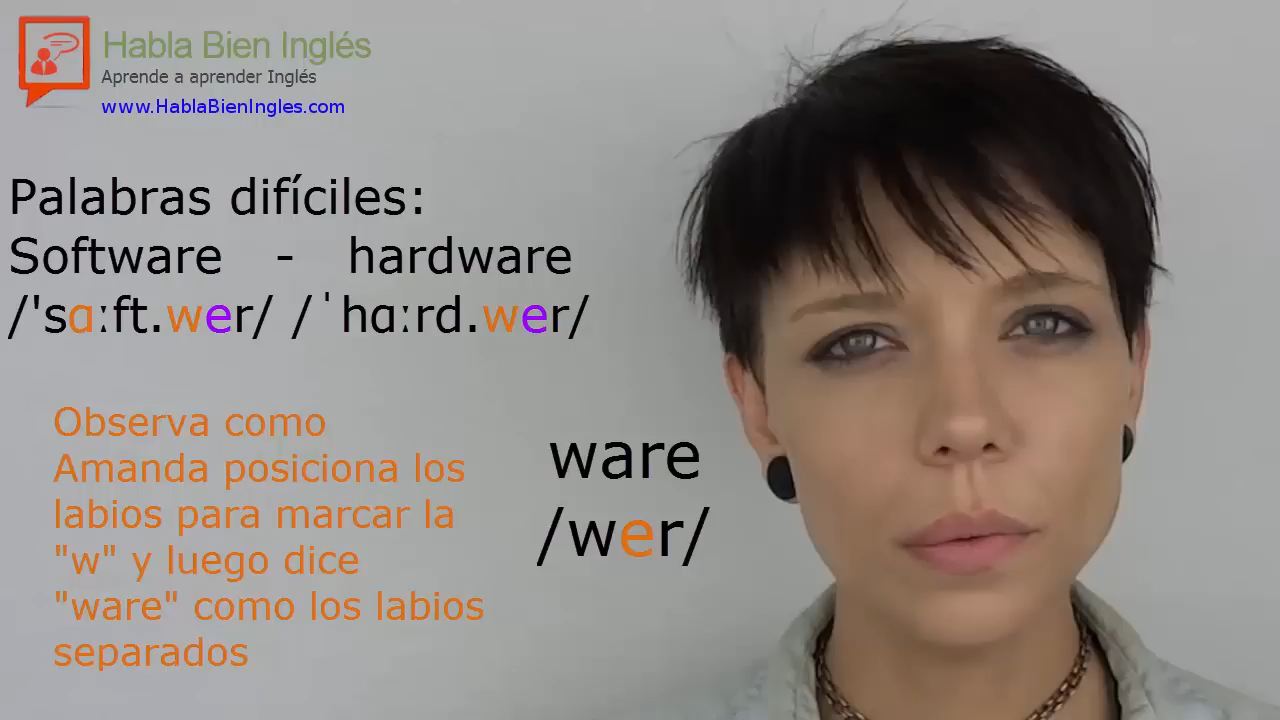 Habla Bien Inglés
Aprende a aprender Inglés
www.HablaBienIngles.com
Palabras difíciles:
Software - hardware
/'sɑːft.wer/ /ˈhɑːrd.wer/
Observa como
Amanda posiciona los
labios para marcar la
"w" y luego dice
"ware" como los labios
separados
ware
/wer/